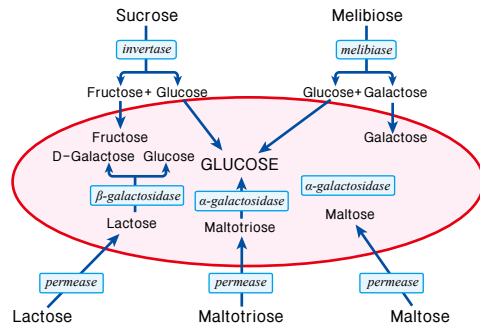 Sucrose Melibiose
invertase melibiase
Fructose+ Glucose Glucose+ Galactose
Fructose Galactose
D-Galactose Glucose GLUCOSE
α-galactosidase
β-galactosidase α-galactosidase
Lactose Maltotriose Maltose
permease permease permease
Lactose Maltotriose Maltose